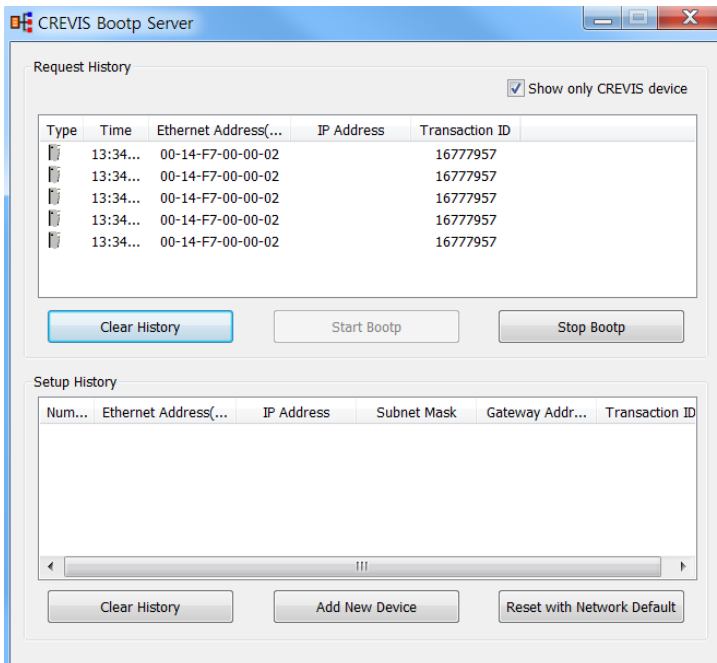 CREVIS Bootp Server
Request History
Show only CREVIS device
Type Time Ethernet Address(... IP Address Transaction ID
13:34... 00-14-F7-00-00-02 16777957
13:34... 00-14-F7-00-00-02 16777957
13:34... 00-14-F7-00-00-02 16777957
13:34... 00-14-F7-00-00-02 16777957
13:34... 00-14-F7-00-00-02 16777957
Clear History Start Bootp Stop Bootp
Setup History
Num... Ethernet Address(... IP Address Subnet Mask Gateway Addr... Transaction ID
Clear History Add New Device Reset with Network Default